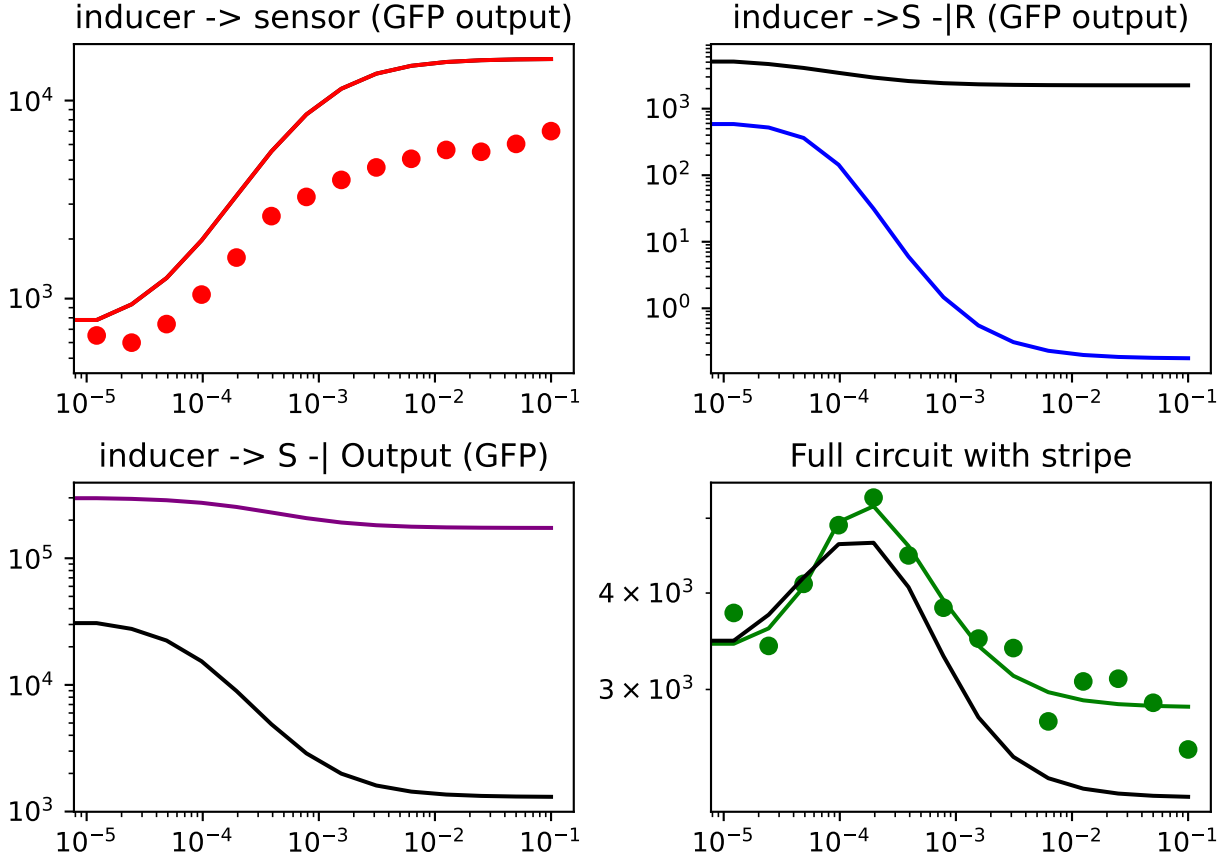 inducer -> sensor (GFP output)
10^4
10^3
10^−5 10^−4 10^−3 10^−2 10^−1
inducer ->S -|R (GFP output)
10^3
10^2
10^1
10^0
10^−5 10^−4 10^−3 10^−2 10^−1
inducer -> S -| Output (GFP)
10^5
10^4
10^3
10^−5 10^−4 10^−3 10^−2 10^−1
Full circuit with stripe
4 × 10^3
3 × 10^3
10^−5 10^−4 10^−3 10^−2 10^−1